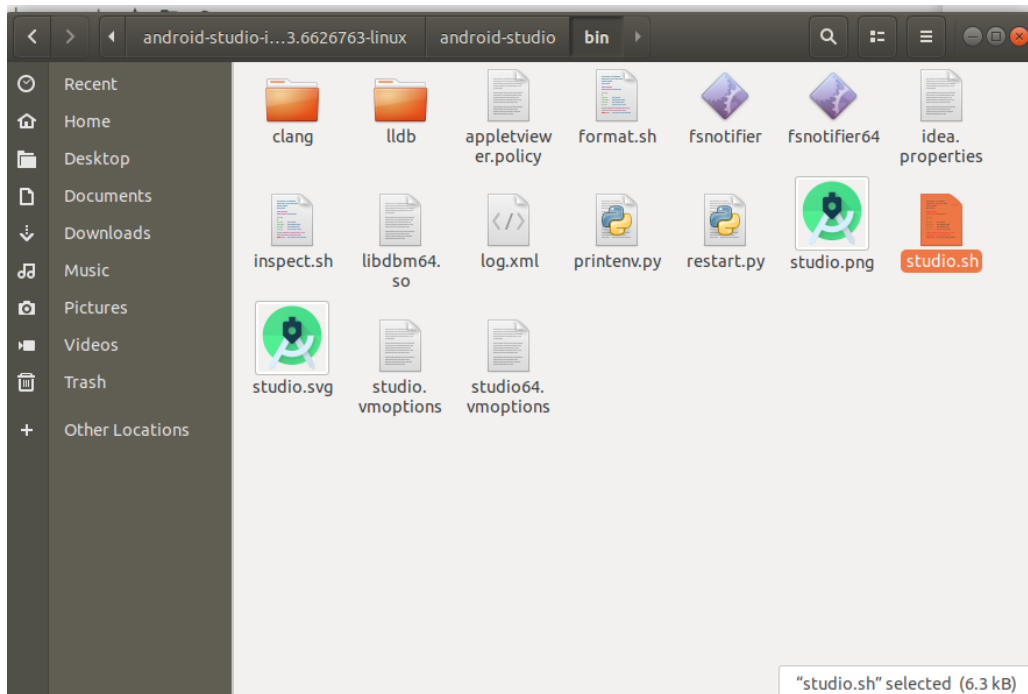 android-studio-i...3.6626763-linux android-studio bin
Recent
Home
Desktop
Documents
Downloads
Music
Pictures
Videos
Trash
Other Locations
clang
lldb
appletview
er.policy
format.sh
fsnotifier
fsnotifier64
idea.
properties
inspect.sh
libdbm64.
so
</>
log.xml
printenv.py
restart.py
studio.png
studio.sh
studio.svg
studio.
vmoptions
studio64.
vmoptions
"studio.sh" selected (6.3 kB)